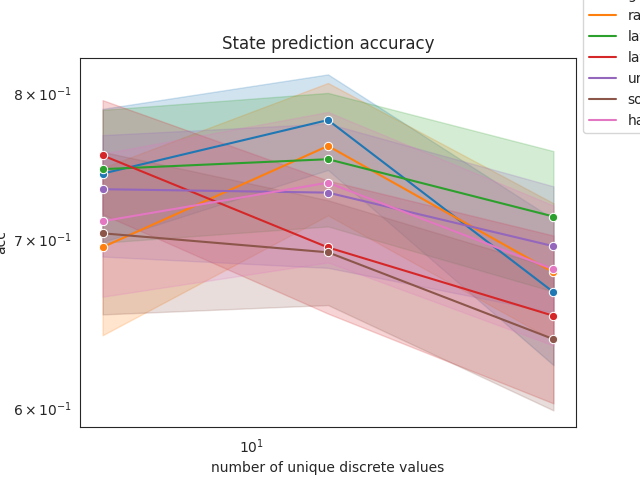 State prediction accuracy
8 × 10⁻¹
7 × 10⁻¹
6 × 10⁻¹
acc
10¹
number of unique discrete values
ra
la
la
un
so
ha